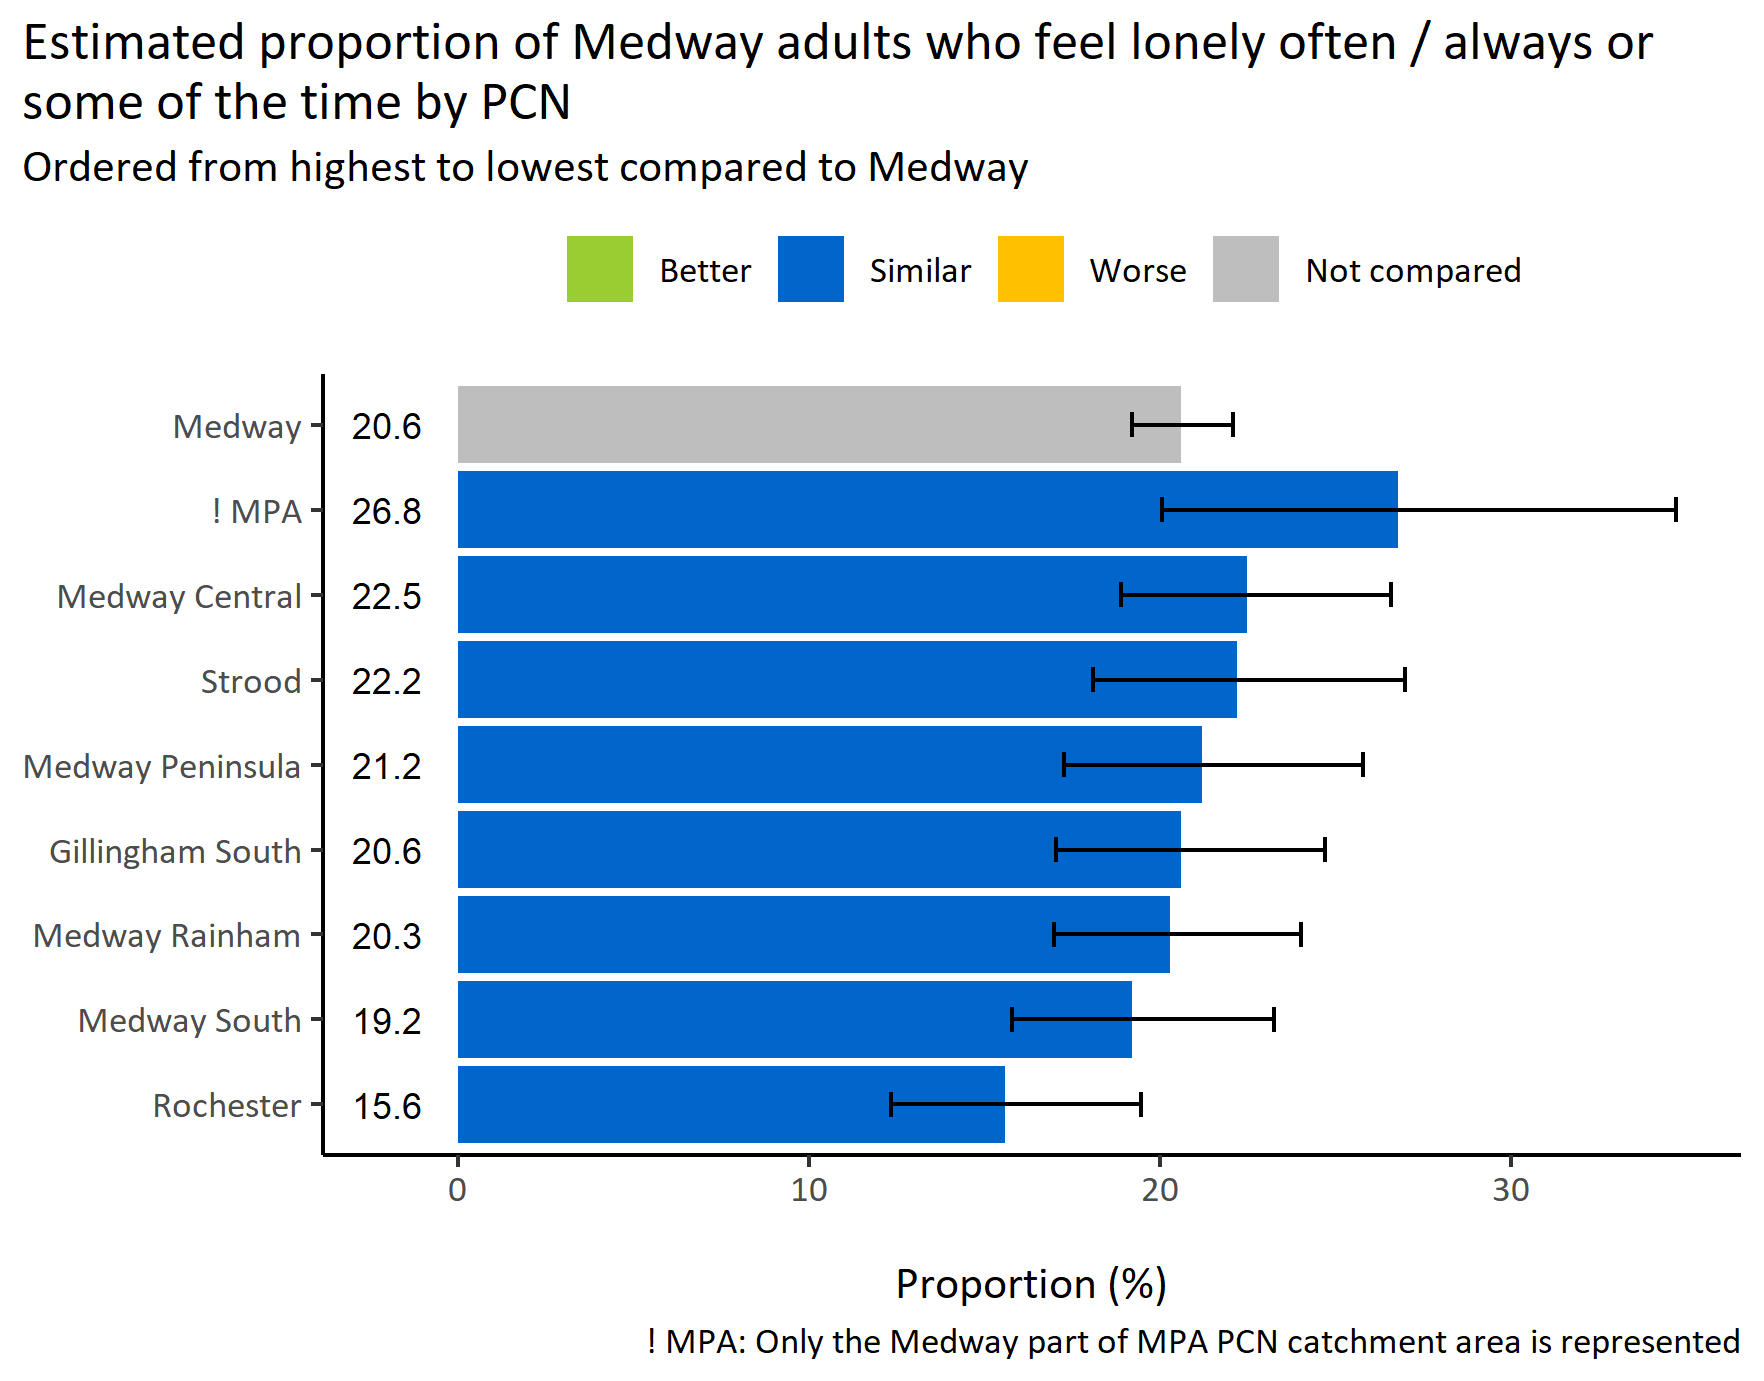 Estimated proportion of Medway adults who feel lonely often / always or
some of the time by PCN
Ordered from highest to lowest compared to Medway
Better Similar Worse Not compared
Medway 20.6
! MPA 26.8
Medway Central 22.5
Strood 22.2
Medway Peninsula 21.2
Gillingham South 20.6
Medway Rainham 20.3
Medway South 19.2
Rochester 15.6
0 10 20 30
Proportion (%)
! MPA: Only the Medway part of MPA PCN catchment area is represented